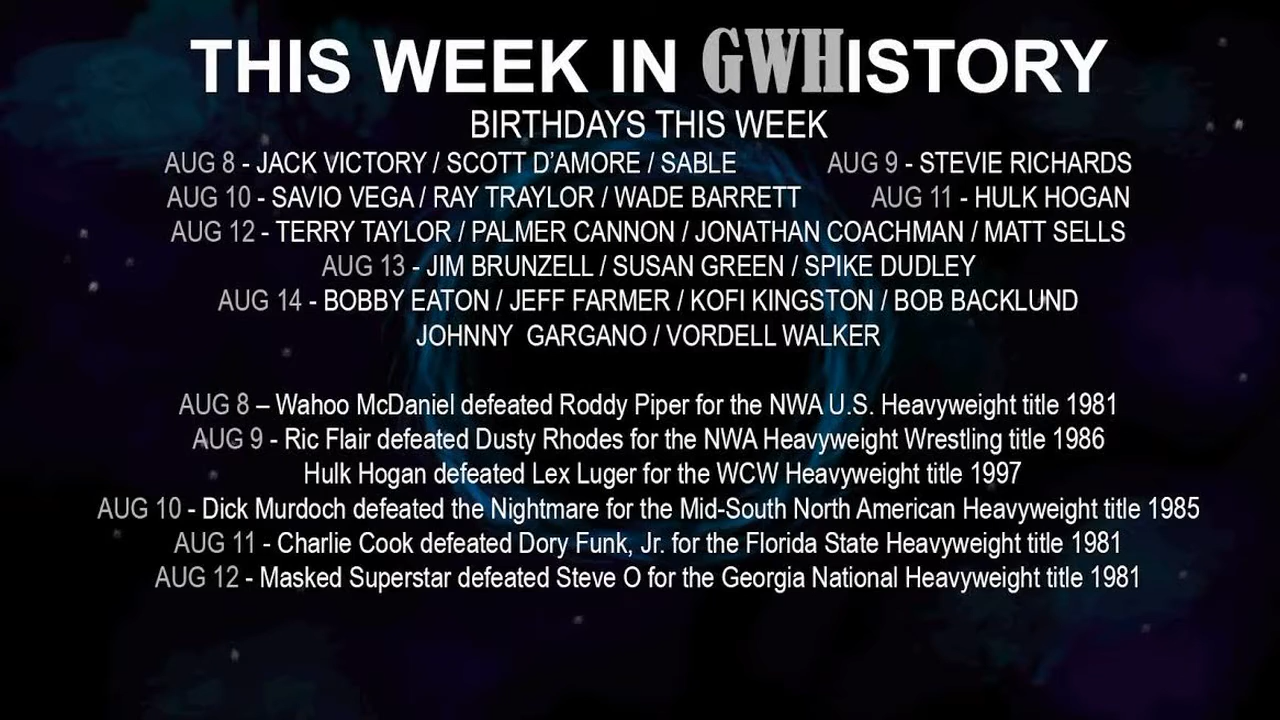 THIS WEEK IN GWHISTORY
BIRTHDAYS THIS WEEK
AUG 8 - JACK VICTORY / SCOTT D'AMORE / SABLE AUG 9 - STEVIE RICHARDS
AUG 10 - SAVIO VEGA / RAY TRAYLOR / WADE BARRETT AUG 11 - HULK HOGAN
AUG 12 - TERRY TAYLOR / PALMER CANNON / JONATHAN COACHMAN / MATT SELLS
AUG 13 - JIM BRUNZELL / SUSAN GREEN / SPIKE DUDLEY
AUG 14 - BOBBY EATON / JEFF FARMER / KOFI KINGSTON / BOB BACKLUND
JOHNNY GARGANO / VORDELL WALKER
AUG 8 – Wahoo McDaniel defeated Roddy Piper for the NWA U.S. Heavyweight title 1981
AUG 9 - Ric Flair defeated Dusty Rhodes for the NWA Heavyweight Wrestling title 1986
Hulk Hogan defeated Lex Luger for the WCW Heavyweight title 1997
AUG 10 - Dick Murdoch defeated the Nightmare for the Mid-South North American Heavyweight title 1985
AUG 11 - Charlie Cook defeated Dory Funk, Jr. for the Florida State Heavyweight title 1981
AUG 12 - Masked Superstar defeated Steve O for the Georgia National Heavyweight title 1981